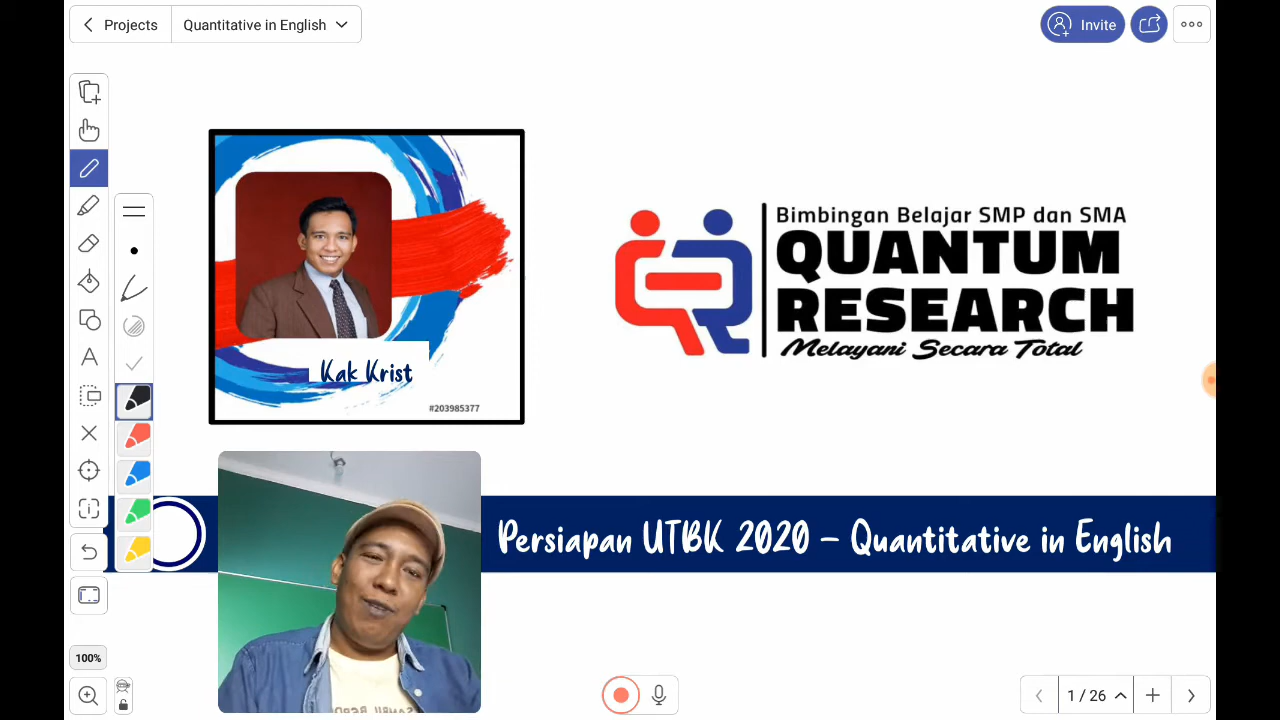 Projects
Quantitative in English
Invite
Bimbingan Belajar SMP dan SMA
QUANTUM
RESEARCH
Melayani Secara Total
Kak Krist
#203985377
Persiapan UTBK 2020 – Quantitative in English
A
100%
1 / 26